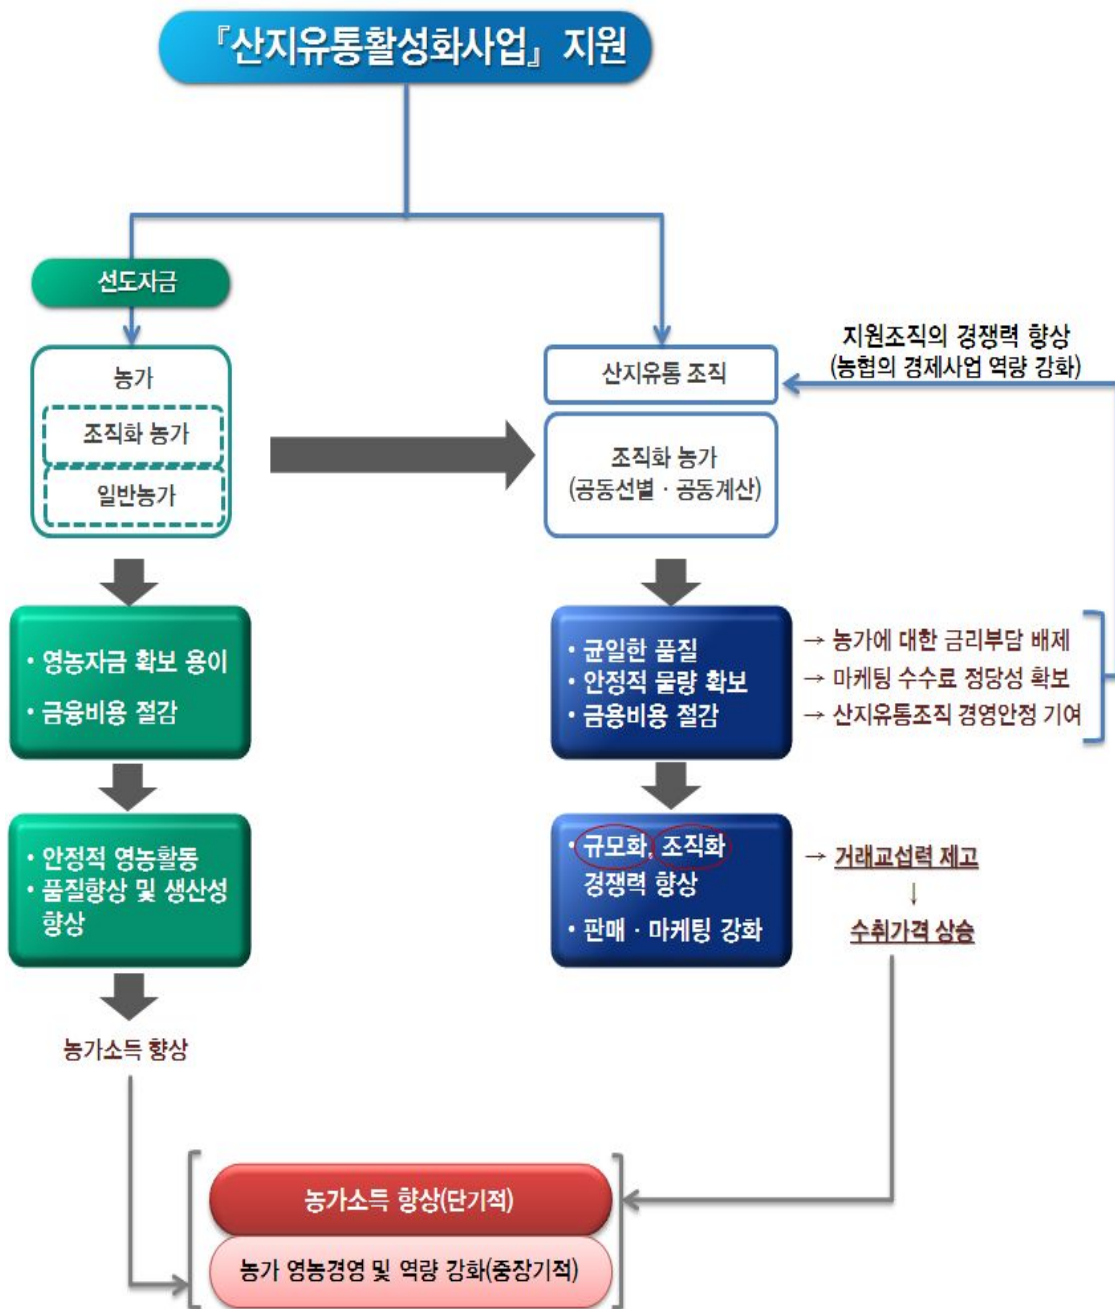 『산지유통활성화사업』 지원
선도자금
농가
조직화 농가
일반농가
산지유통 조직
조직화 농가
(공동선별 · 공동계산)
지원조직의 경쟁력 향상
(농협의 경제사업 역량 강화)
• 영농자금 확보 용이
• 금융비용 절감
• 균일한 품질
• 안정적 물량 확보
• 금용비용 절감
→ 농가에 대한 금리부담 배제
→ 마케팅 수수료 정당성 확보
→ 산지유통조직 경영안정 기여
• 안정적 영농활동
• 품질향상 및 생산성
향상
• 규모화, 조직화
경쟁력 향상
• 판매 · 마케팅 강화
→ 거래교섭력 제고
↓
수취가격 상승
농가소득 향상
농가소득 향상(단기적)
농가 영농경영 및 역량 강화(중장기적)